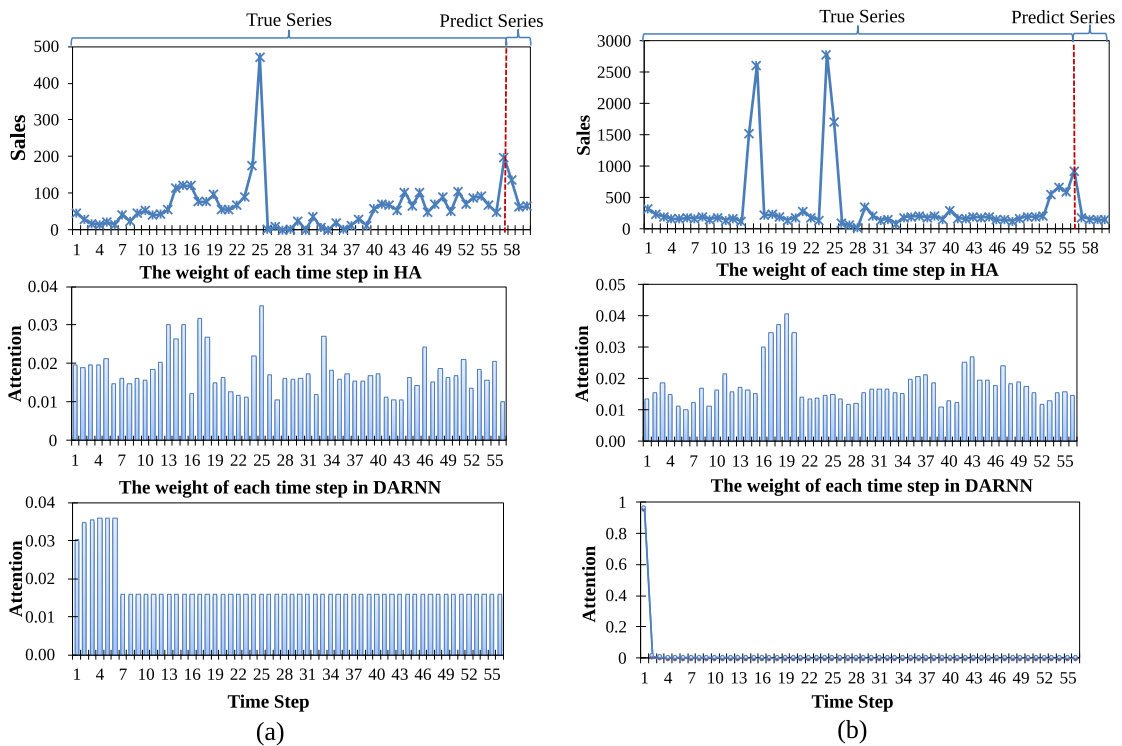 True Series Predict Series
500
400
300
200
100
0
Sales
1 4 7 10 13 16 19 22 25 28 31 34 37 40 43 46 49 52 55 58
The weight of each time step in HA
0.04
0.03
0.02
0.01
0
Attention
1 4 7 10 13 16 19 22 25 28 31 34 37 40 43 46 49 52 55
The weight of each time step in DARNN
0.04
0.03
0.02
0.01
0.00
Attention
1 4 7 10 13 16 19 22 25 28 31 34 37 40 43 46 49 52 55
Time Step
(a)
True Series Predict Series
3000
2500
2000
1500
1000
500
0
Sales
1 4 7 10 13 16 19 22 25 28 31 34 37 40 43 46 49 52 55 58
The weight of each time step in HA
0.05
0.04
0.03
0.02
0.01
0.00
Attention
1 4 7 10 13 16 19 22 25 28 31 34 37 40 43 46 49 52 55
The weight of each time step in DARNN
1
0.8
0.6
0.4
0.2
0
Attention
1 4 7 10 13 16 19 22 25 28 31 34 37 40 43 46 49 52 55
Time Step
(b)